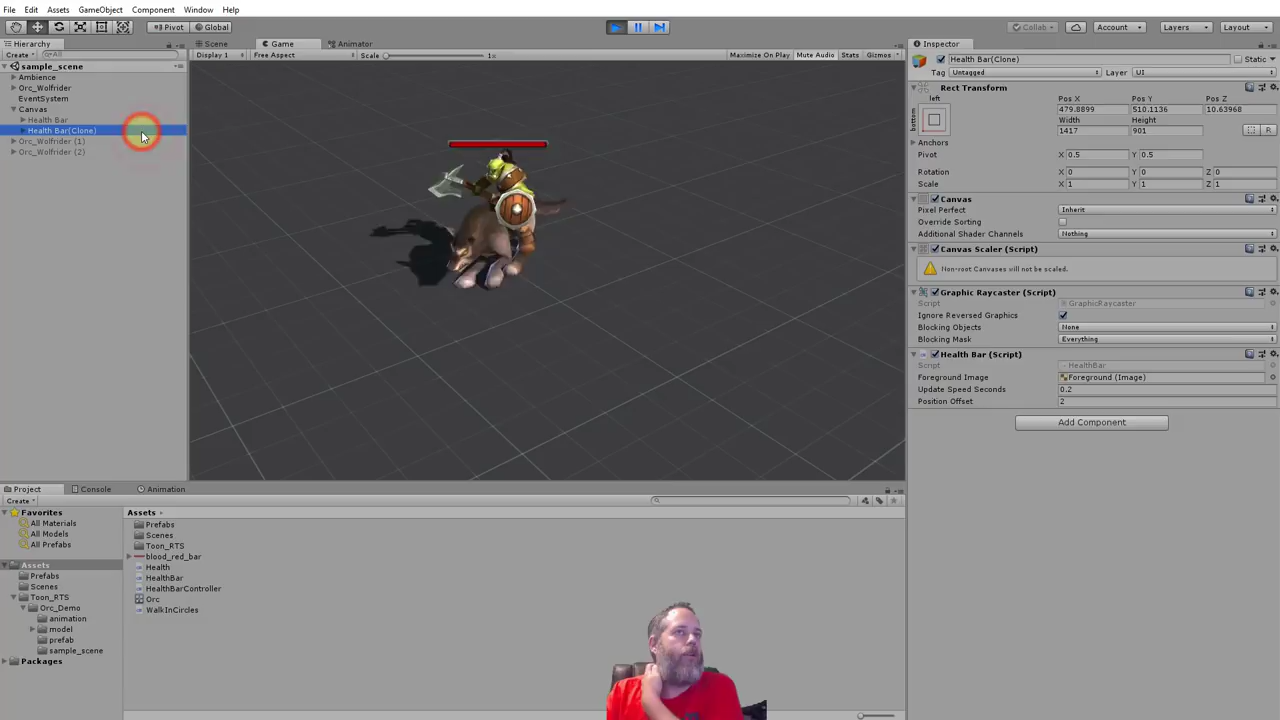 File Edit Assets GameObject Component Window Help
Pivot Global Collab Account Layers Layout
Hierarchy Scene Game Animator Inspector
Create All Display 1 Free Aspect Scale 1x Maximize On Play Mute Audio Stats Gizmos Health Bar(Clone) Static
sample_scene
Tag Untagged Layer UI
Ambience
Orc_Wolfrider
EventSystem
Canvas
Health Bar
Health Bar(Clone)
Orc_Wolfrider (1)
Orc_Wolfrider (2)
Rect Transform
left Pos X Pos Y Pos Z
bottom 479.8899 510.1136 10.63968
Width Height
1417 901 R
Anchors
Pivot X 0.5 Y 0.5
Rotation X 0 Y 0 Z 0
Scale X 1 Y 1 Z 1
Canvas
Pixel Perfect Inherit
Override Sorting
Additional Shader Channels Nothing
Canvas Scaler (Script)
Non-root Canvases will not be scaled.
Graphic Raycaster (Script)
Script GraphicRaycaster
Ignore Reversed Graphics
Blocking Objects None
Blocking Mask Everything
Health Bar (Script)
Script HealthBar
Foreground Image Foreground (Image)
Update Speed Seconds 0.2
Position Offset 2
Add Component
Project Console Animation
Create
Favorites
All Materials
All Models
All Prefabs
Assets
Prefabs
Scenes
Toon_RTS
Orc_Demo
animation
model
prefab
sample_scene
Packages
Assets
Prefabs
Scenes
Toon_RTS
blood_red_bar
Health
HealthBar
HealthBarController
Orc
WalkInCircles